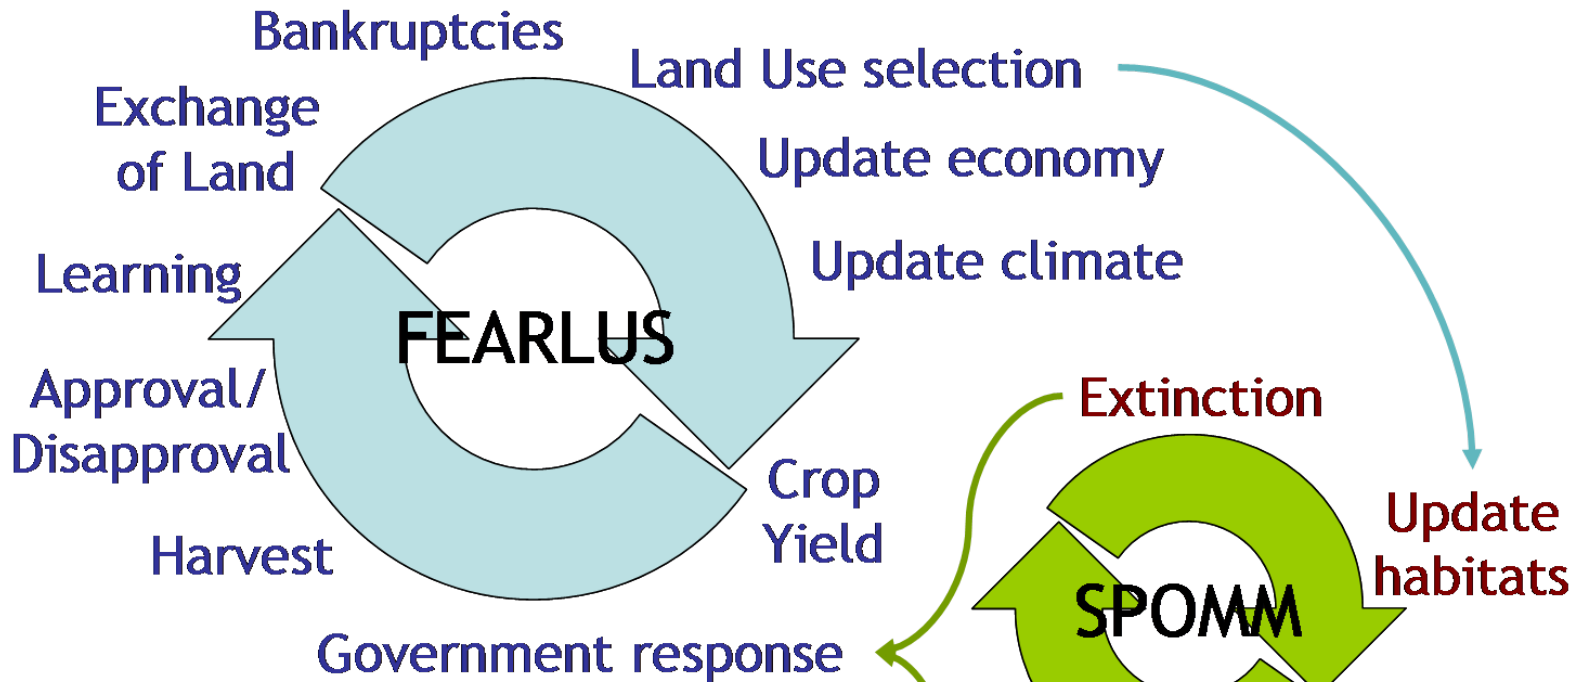 Bankruptcies
Land Use selection
Exchange
of Land
Update economy
Learning
Update climate
FEARLUS
Approval/
Disapproval
Extinction
Crop
Yield
Update
habitats
Harvest
SPOMM
Government response